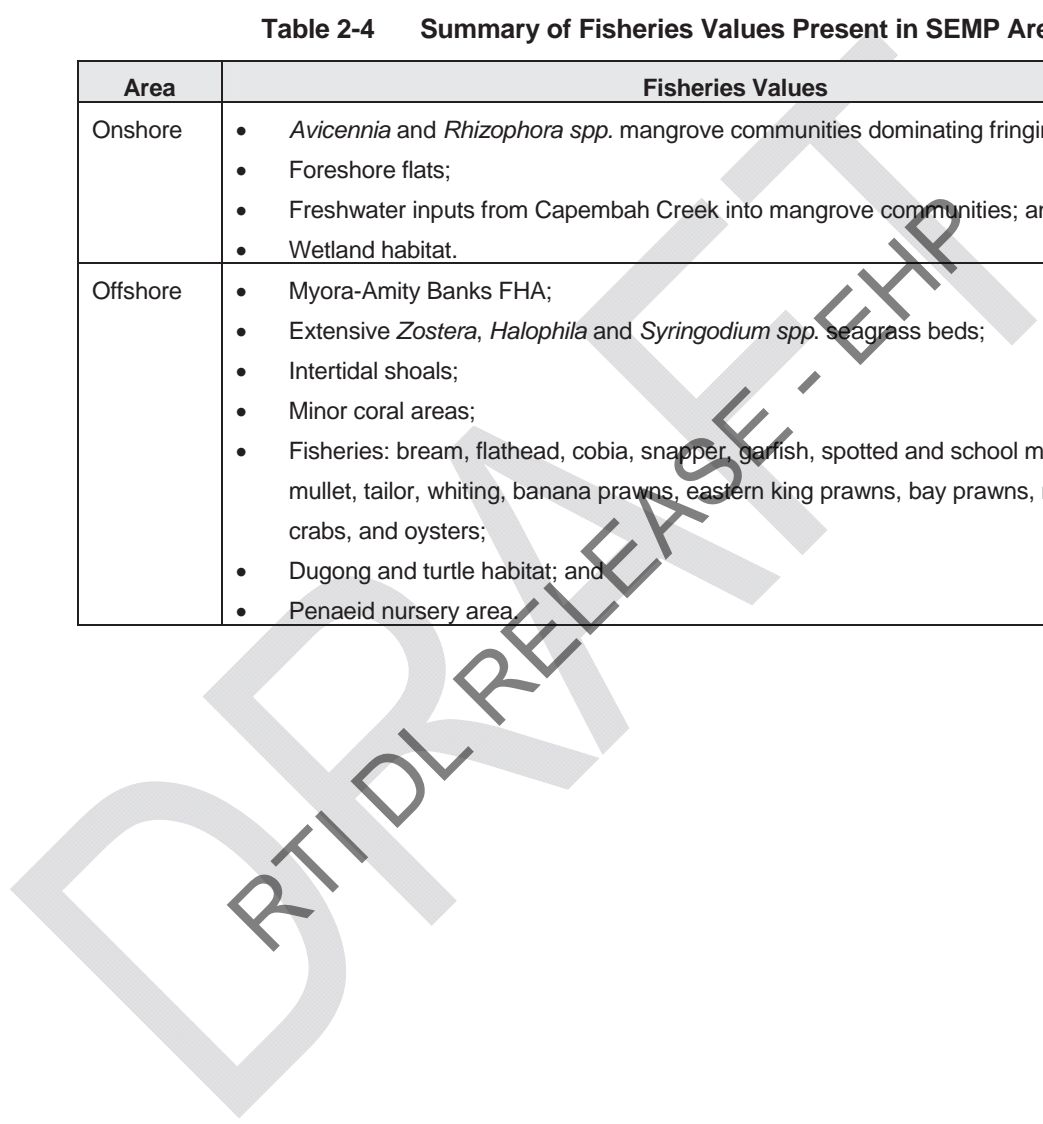 Table 2-4 Summary of Fisheries Values Present in SEMP
Area Fisheries Values
Onshore • Avicennia and Rhizophora spp. mangrove communities dominating
• Foreshore flats;
• Freshwater inputs from Capembah Creek into mangrove communities;
• Wetland habitat.
Offshore • Myora-Amity Banks FHA;
• Extensive Zostera, Halophila and Syringodium spp. seagrass beds;
• Intertidal shoals;
• Minor coral areas;
• Fisheries: bream, flathead, cobia, snapper, garfish, spotted and school
mullet, tailor, whiting, banana prawns, eastern king prawns, bay prawns,
crabs, and oysters;
• Dugong and turtle habitat; and
• Penaeid nursery area.
DRAFT
RTI DL RELEASE - EHP